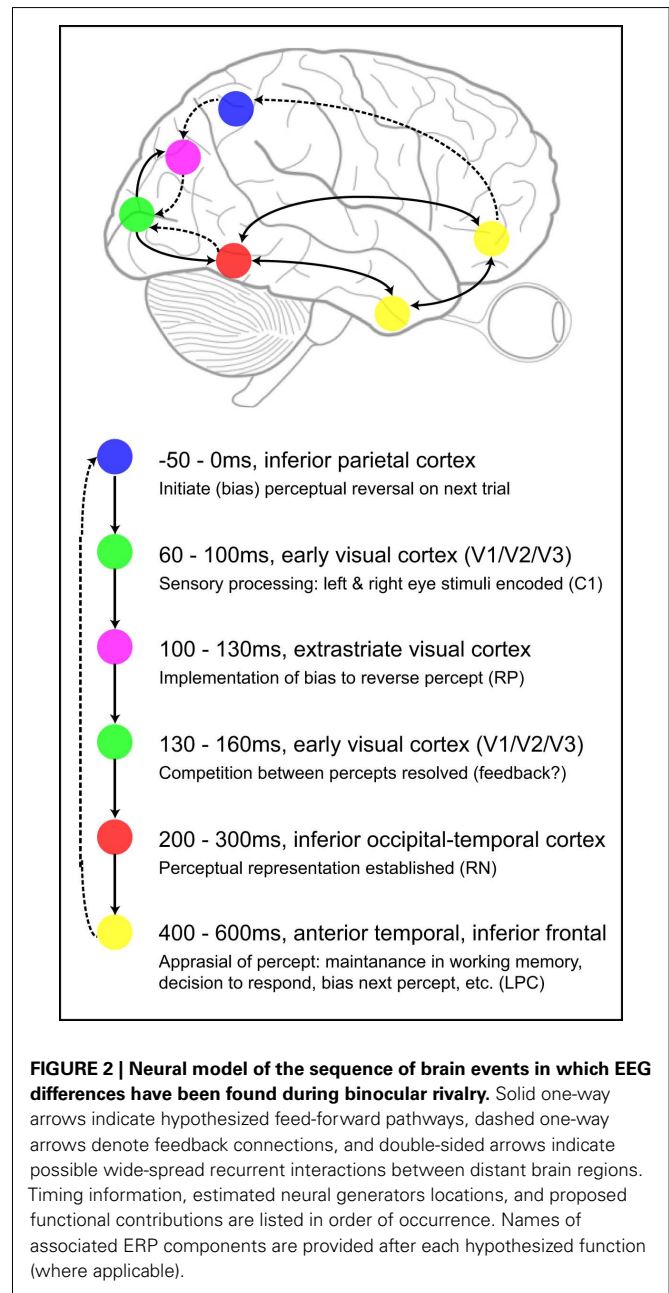 -50 - 0ms, inferior parietal cortex
Initiate (bias) perceptual reversal on next trial
60 - 100ms, early visual cortex (V1/V2/V3)
Sensory processing: left & right eye stimuli encoded (C1)
100 - 130ms, extrastriate visual cortex
Implementation of bias to reverse percept (RP)
130 - 160ms, early visual cortex (V1/V2/V3)
Competition between percepts resolved (feedback?)
200 - 300ms, inferior occipital-temporal cortex
Perceptual representation established (RN)
400 - 600ms, anterior temporal, inferior frontal
Apprasial of percept: maintanance in working memory,
decision to respond, bias next percept, etc. (LPC)
FIGURE 2 | Neural model of the sequence of brain events in which EEG
differences have been found during binocular rivalry. Solid one-way
arrows indicate hypothesized feed-forward pathways, dashed one-way
arrows denote feedback connections, and double-sided arrows indicate
possible wide-spread recurrent interactions between distant brain regions.
Timing information, estimated neural generators locations, and proposed
functional contributions are listed in order of occurrence. Names of
associated ERP components are provided after each hypothesized function
(where applicable).